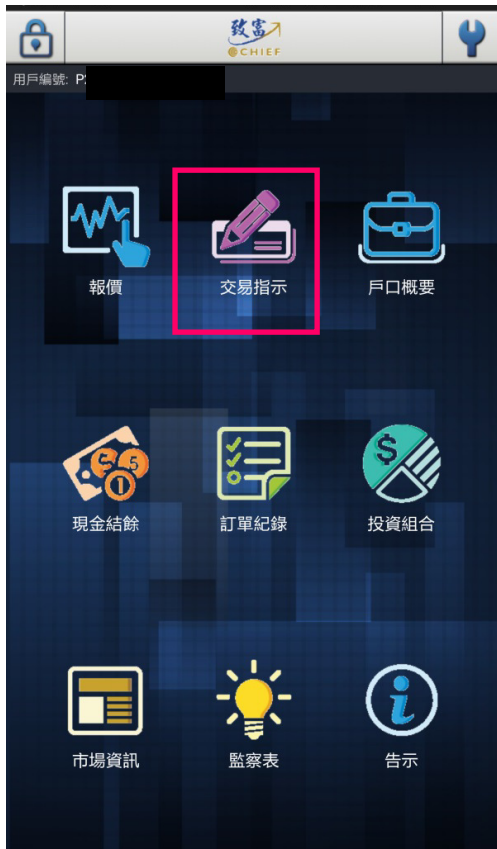 致富
CHIEF
用戶編號: P2
報價
交易指示
戶口概要
現金結餘
訂單紀錄
投資組合
市場資訊
監察表
告示